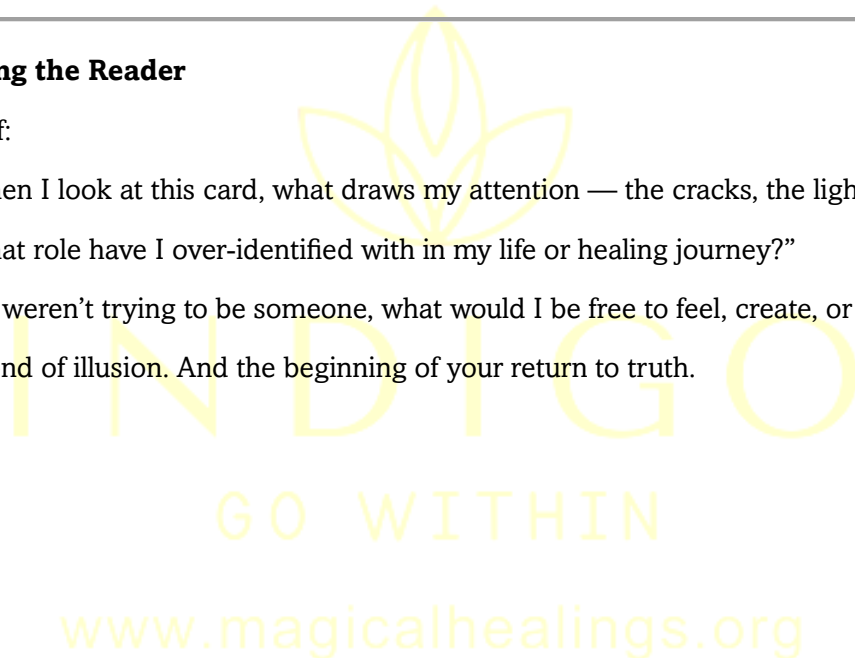 ng the Reader
f:
en I look at this card, what draws my attention — the cracks, the ligh
at role have I over-identified with in my life or healing journey?”
weren’t trying to be someone, what would I be free to feel, create, or
nd of illusion. And the beginning of your return to truth.
INDIGO
GO WITHIN
www.magicalhealings.org